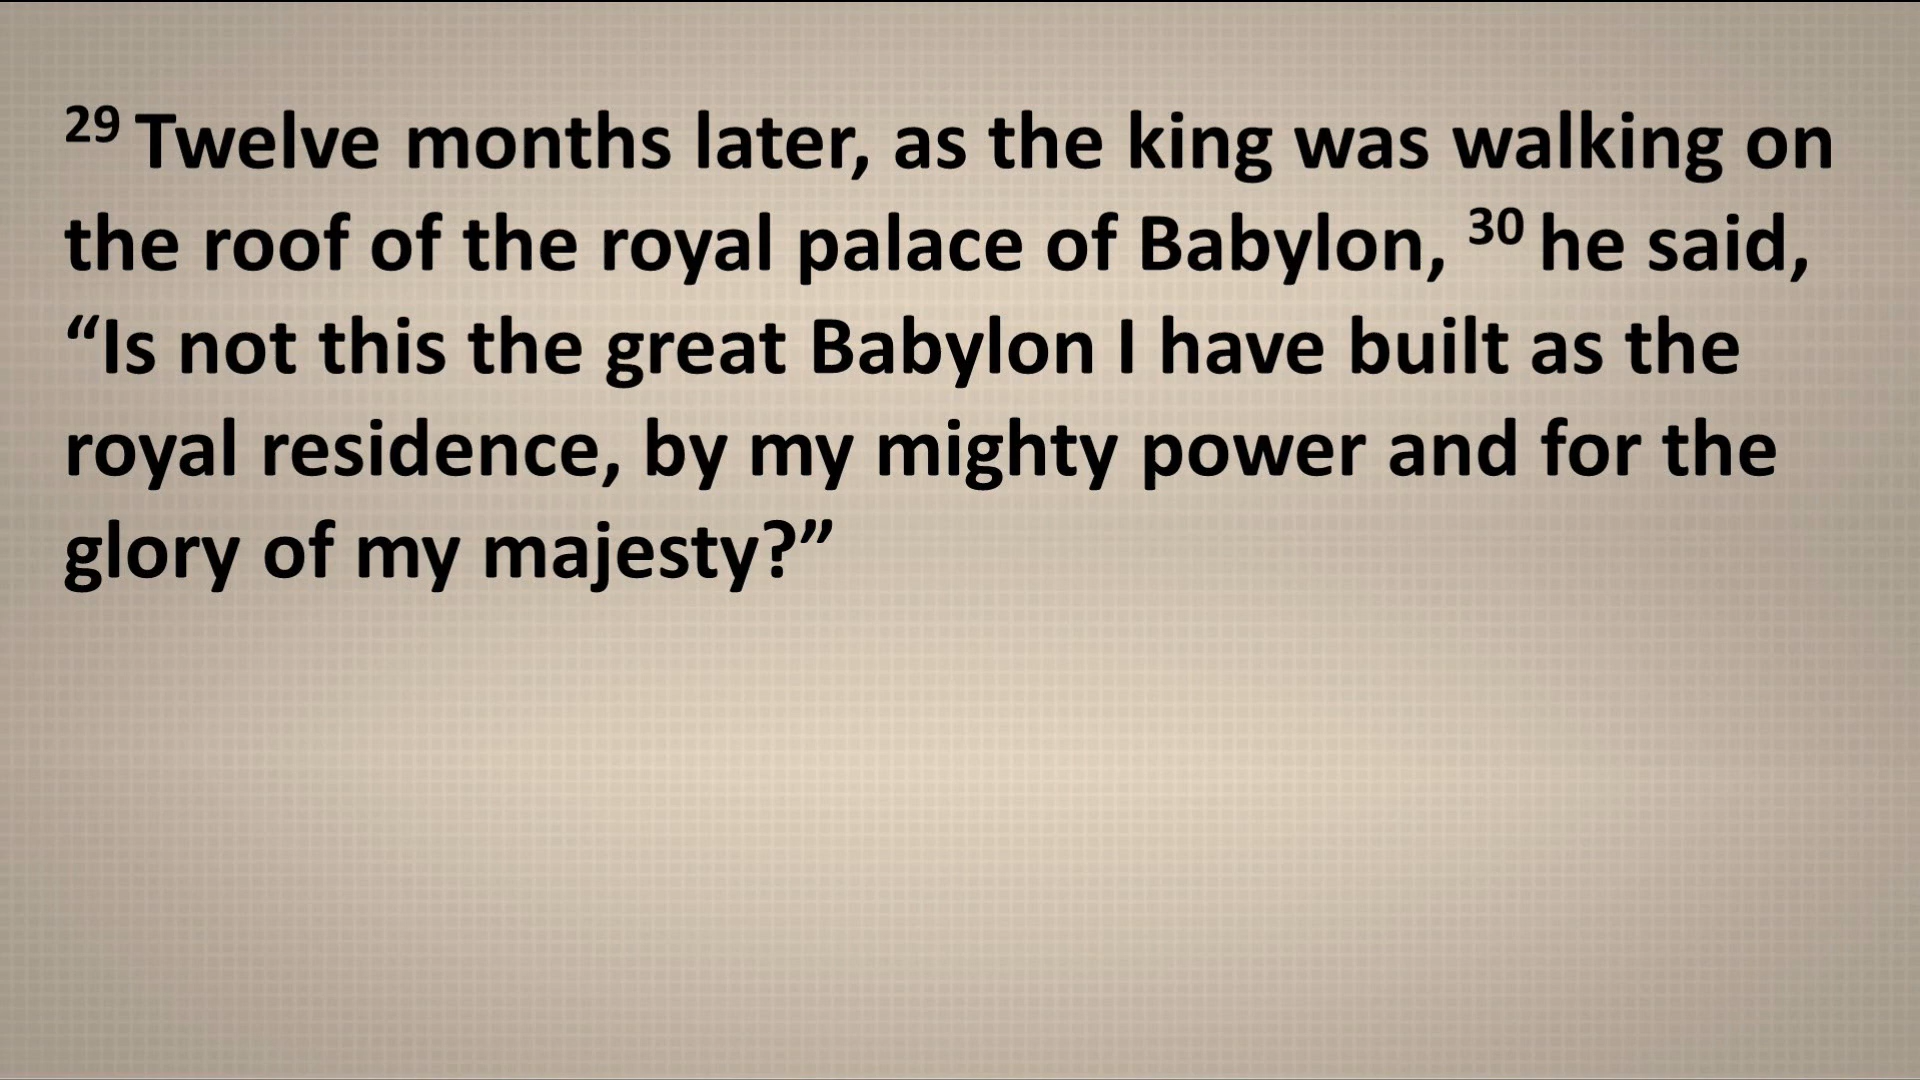 29 Twelve months later, as the king was walking on
the roof of the royal palace of Babylon, 30 he said,
“Is not this the great Babylon I have built as the
royal residence, by my mighty power and for the
glory of my majesty?”